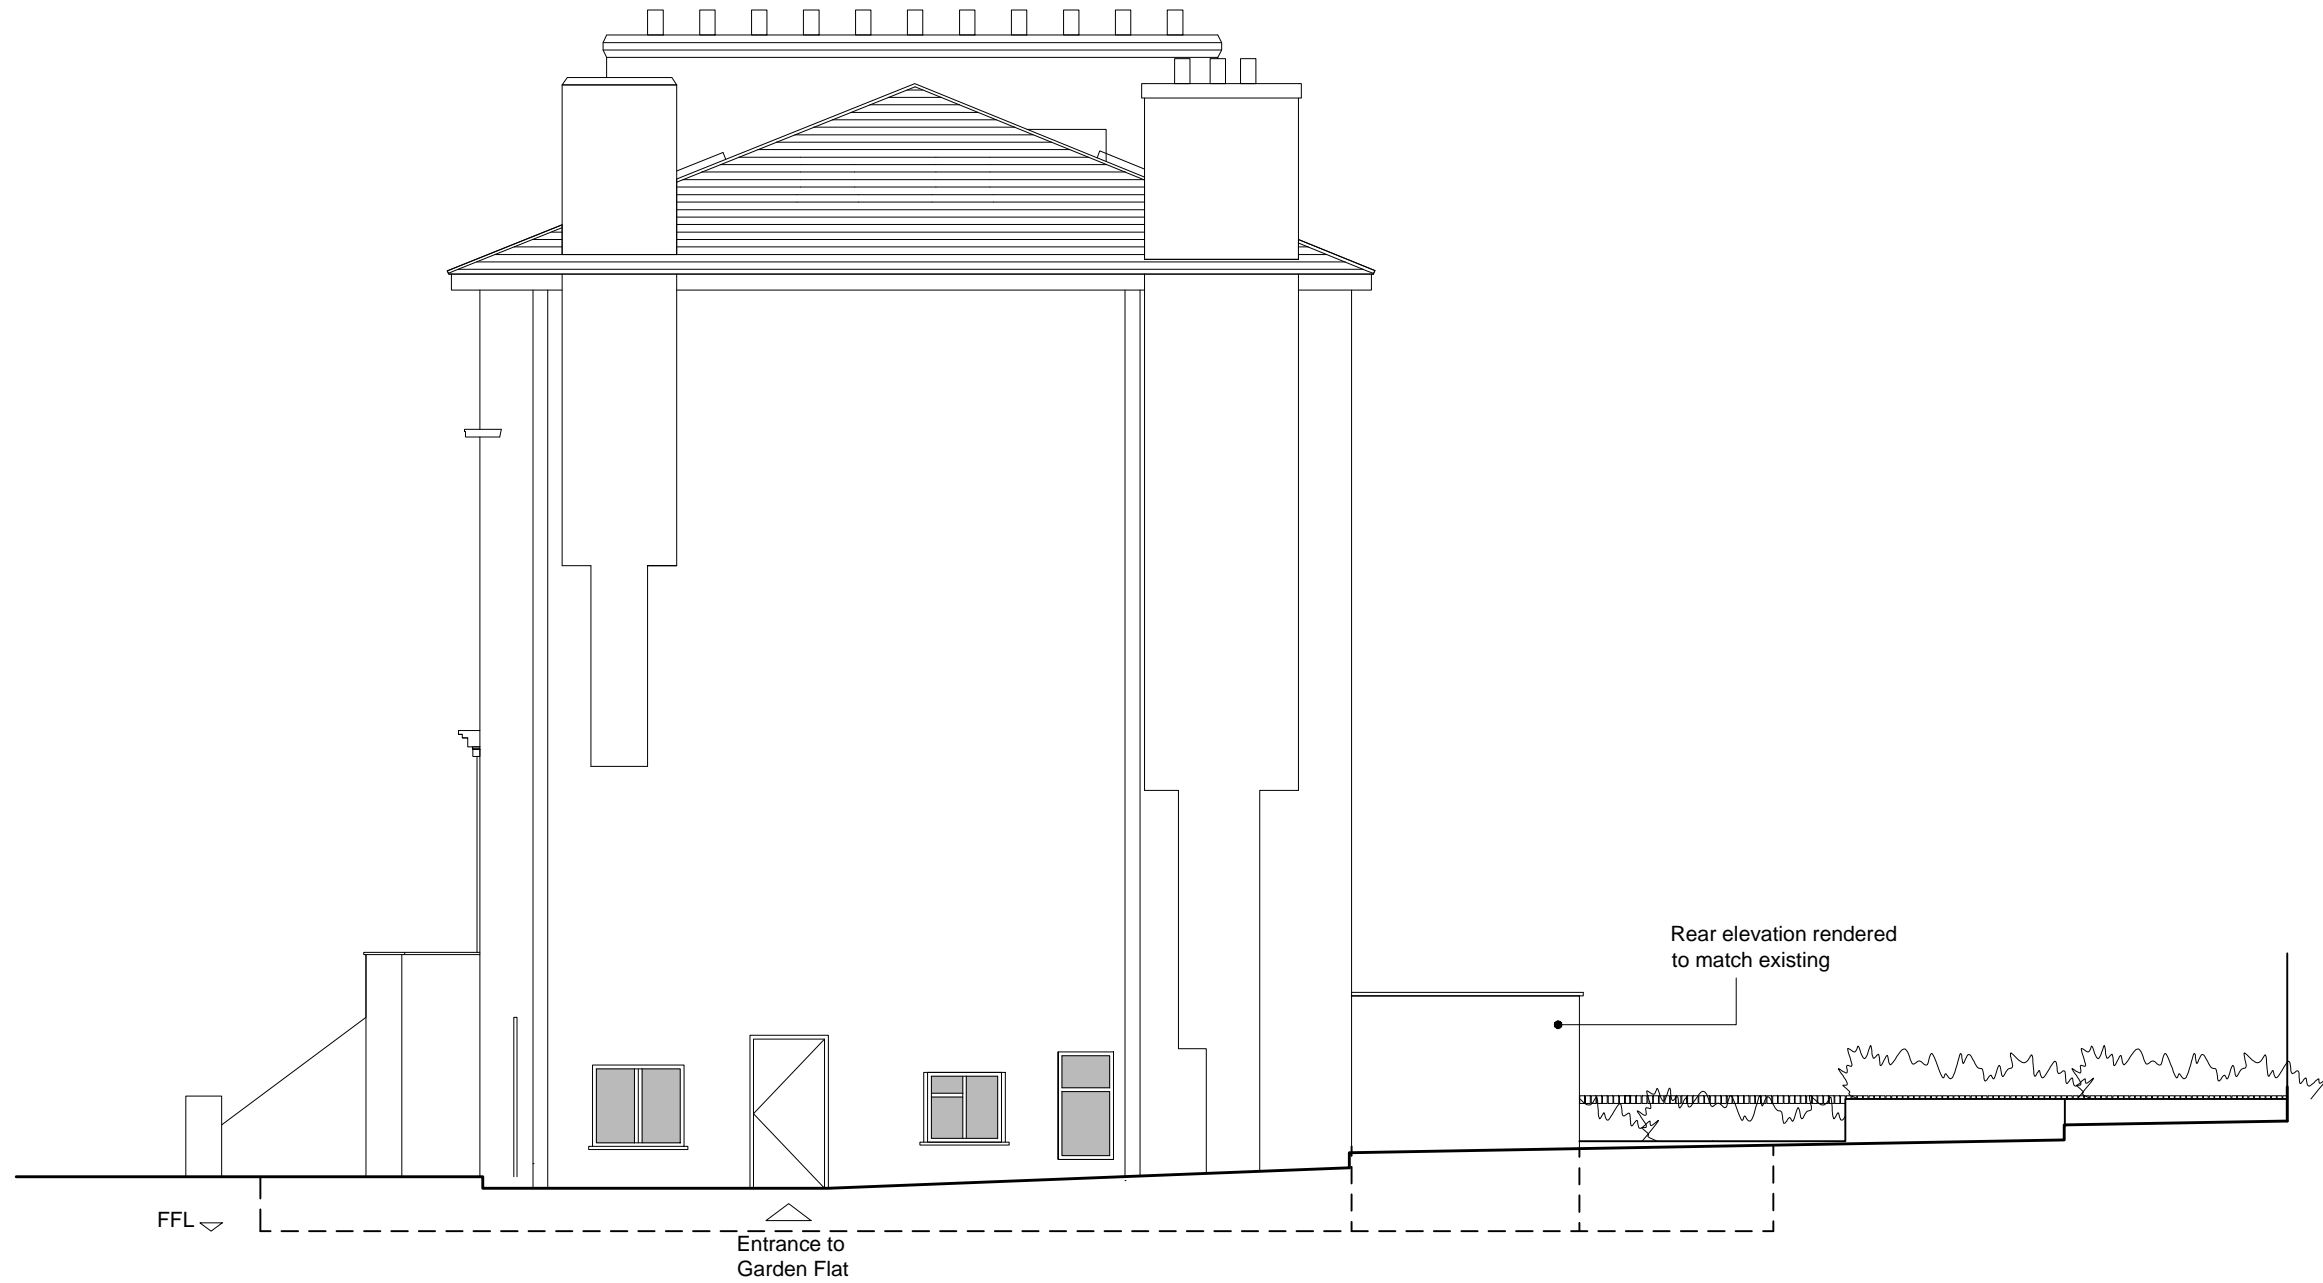 Rear elevation rendered
to match existing
FFL
Entrance to
Garden Flat